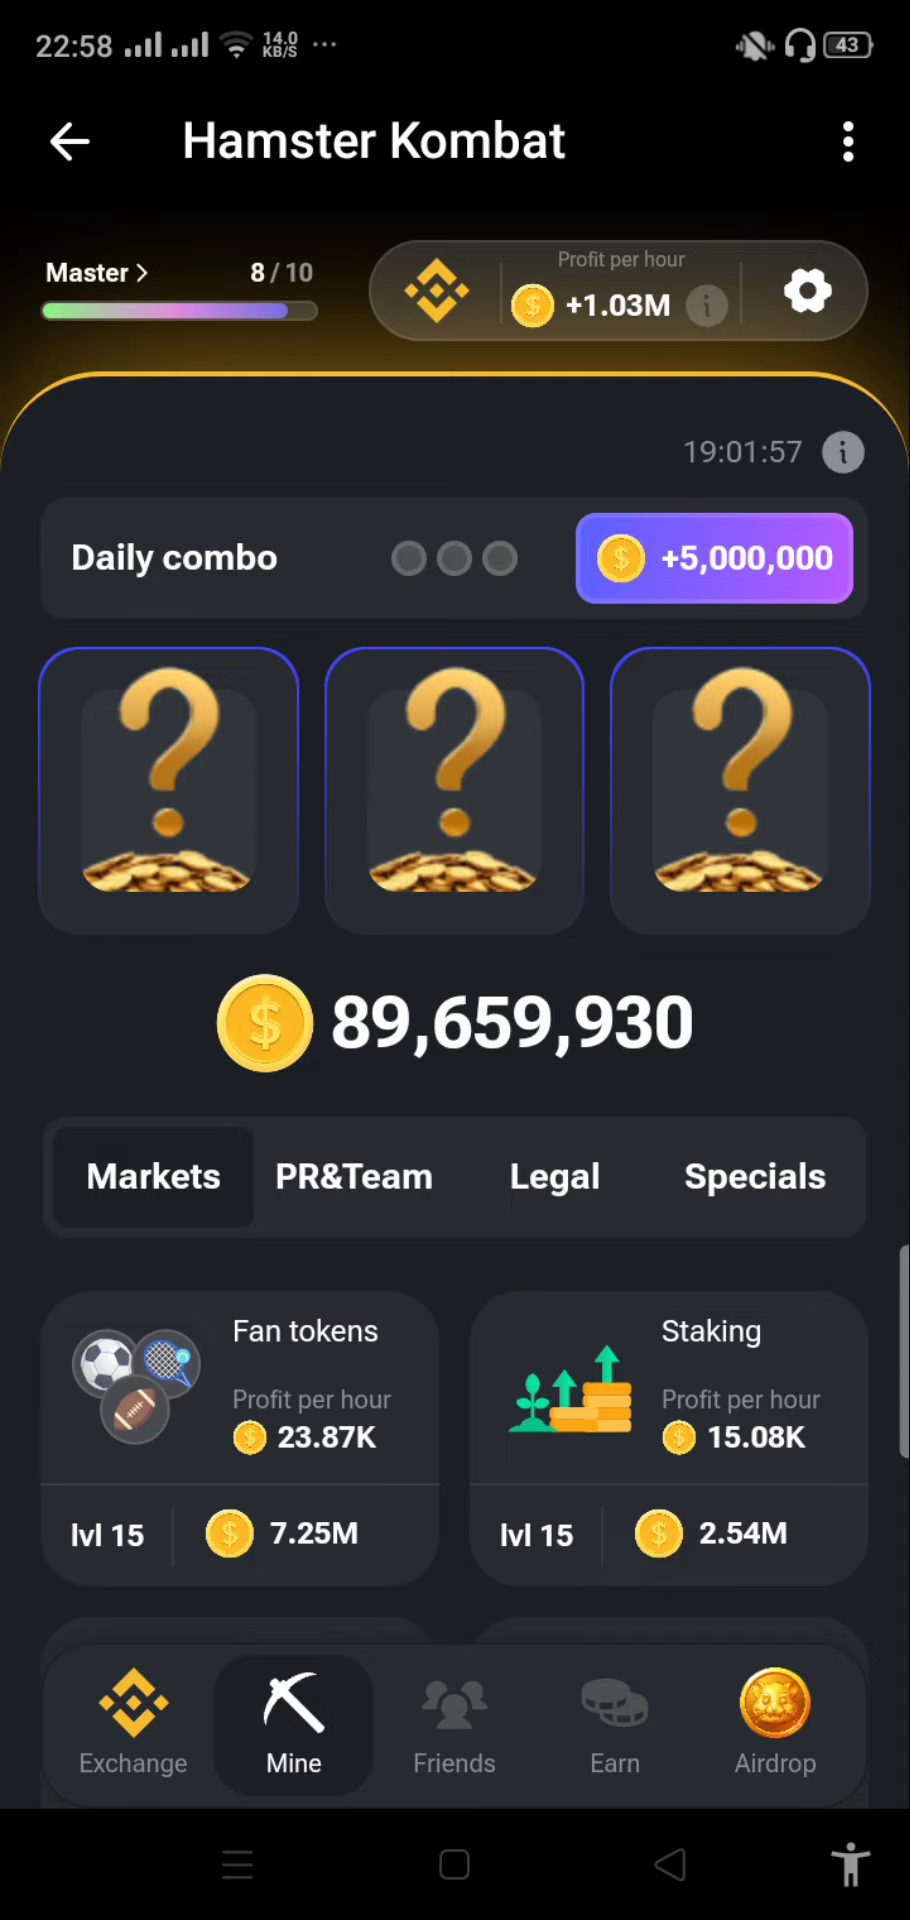 22:58 14.0 KB/S ... 43
Hamster Kombat
Master > 8 / 10
Profit per hour
+1.03M
19:01:57
Daily combo +5,000,000
89,659,930
Markets PR&Team Legal Specials
Fan tokens
Profit per hour
23.87K
lvl 15 7.25M
Staking
Profit per hour
15.08K
lvl 15 2.54M
Exchange Mine Friends Earn Airdrop